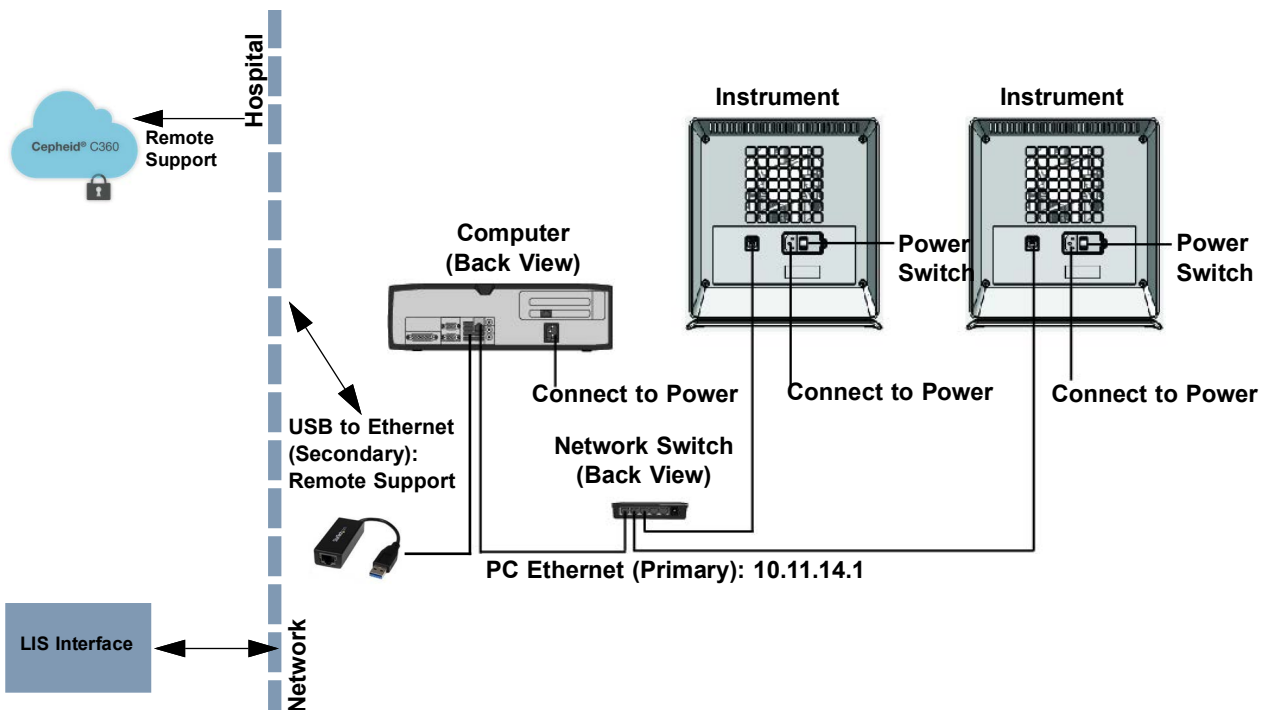 Hospital
Cepheid® C360
Remote
Support
Instrument
Instrument
Computer
(Back View)
Power
Switch
Power
Switch
Connect to Power
Connect to Power
Connect to Power
USB to Ethernet
(Secondary):
Remote Support
Network Switch
(Back View)
PC Ethernet (Primary): 10.11.14.1
LIS Interface
Network